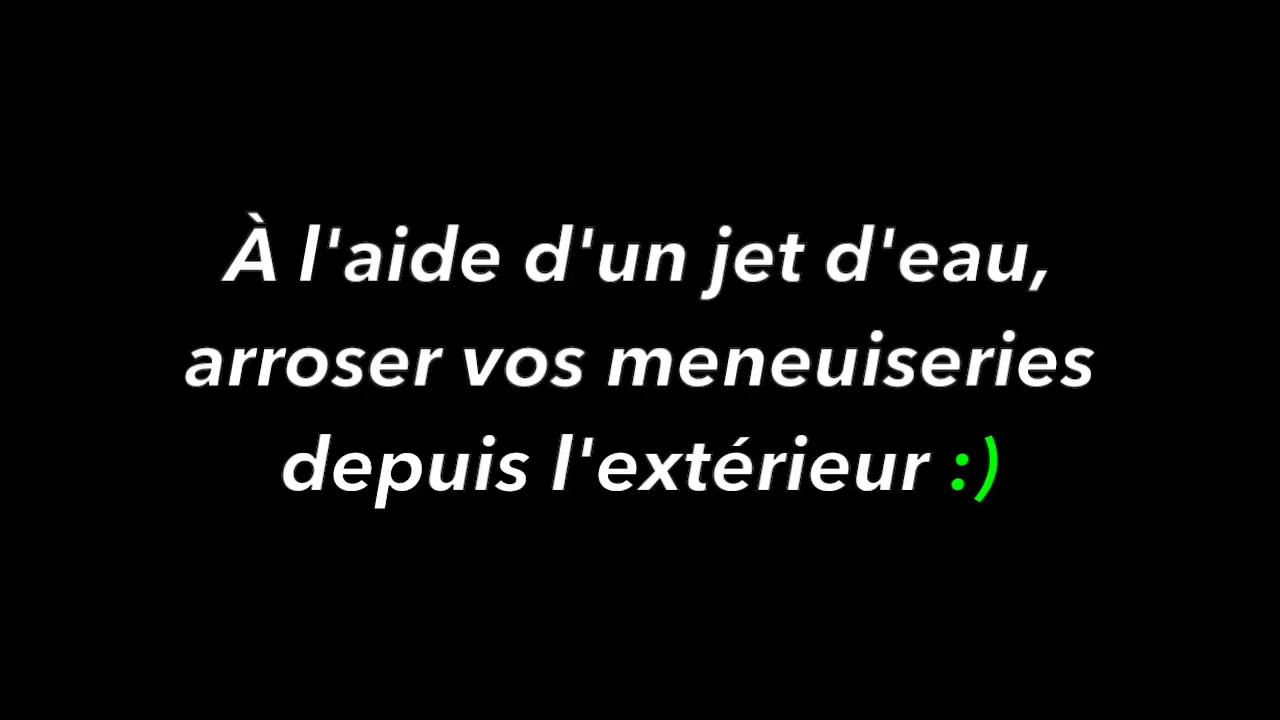 À l'aide d'un jet d'eau,
arroser vos meneuiseries
depuis l'extérieur :)